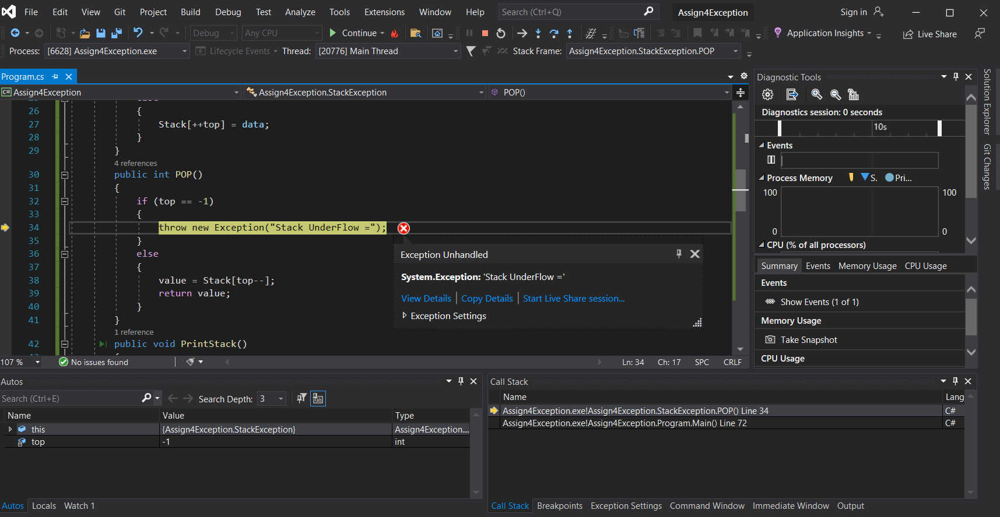 File Edit View Git Project Build Debug Test Analyze Tools Extensions Window Help Search (Ctrl+Q) Assign4Exception Sign in
Debug Any CPU Continue Application Insights Live Share
Process: [6628] Assign4Exception.exe Lifecycle Events Thread: [20776] Main Thread Stack Frame: Assign4Exception.StackException.POP
Program.cs
C# Assign4Exception Assign4Exception.StackException POP()
26 {
27 Stack[++top] = data;
28 }
29 }
4 references
30 public int POP()
31 {
32 if (top == -1)
33 {
34 throw new Exception("Stack UnderFlow =");
35 }
36 else
37 {
38 value = Stack[top--];
39 return value;
40 }
41 }
1 reference
42 public void PrintStack()
Exception Unhandled
System.Exception: 'Stack UnderFlow ='
View Details Copy Details Start Live Share session...
Exception Settings
107 % No issues found Ln: 34 Ch: 17 SPC CRLF
Diagnostic Tools
Diagnostics session: 0 seconds
10s
Events
Process Memory S. Pri...
100 100
0 0
CPU (% of all processors)
Summary Events Memory Usage CPU Usage
Events
Show Events (1 of 1)
Memory Usage
Take Snapshot
CPU Usage
Solution Explorer
Git Changes
Autos
Search (Ctrl+E) Search Depth: 3
Name Value Type
this {Assign4Exception.StackException} Assign4Exception....
top -1 int
Autos Locals Watch 1
Call Stack
Name Lang
Assign4Exception.exe!Assign4Exception.StackException.POP() Line 34 C#
Assign4Exception.exe!Assign4Exception.Program.Main() Line 72 C#
Call Stack Breakpoints Exception Settings Command Window Immediate Window Output